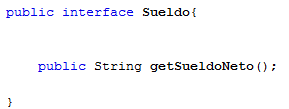 public interface Sueldo{
public String getSueldoNeto();
}